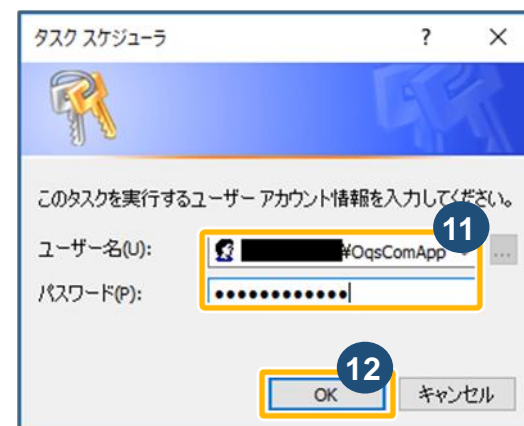 タスク スケジューラ ? ×
このタスクを実行するユーザー アカウント情報を入力してください。
11
ユーザー名(U): ¥OqsComApp ...
パスワード(P): ●●●●●●●●●●●●
12
OK キャンセル